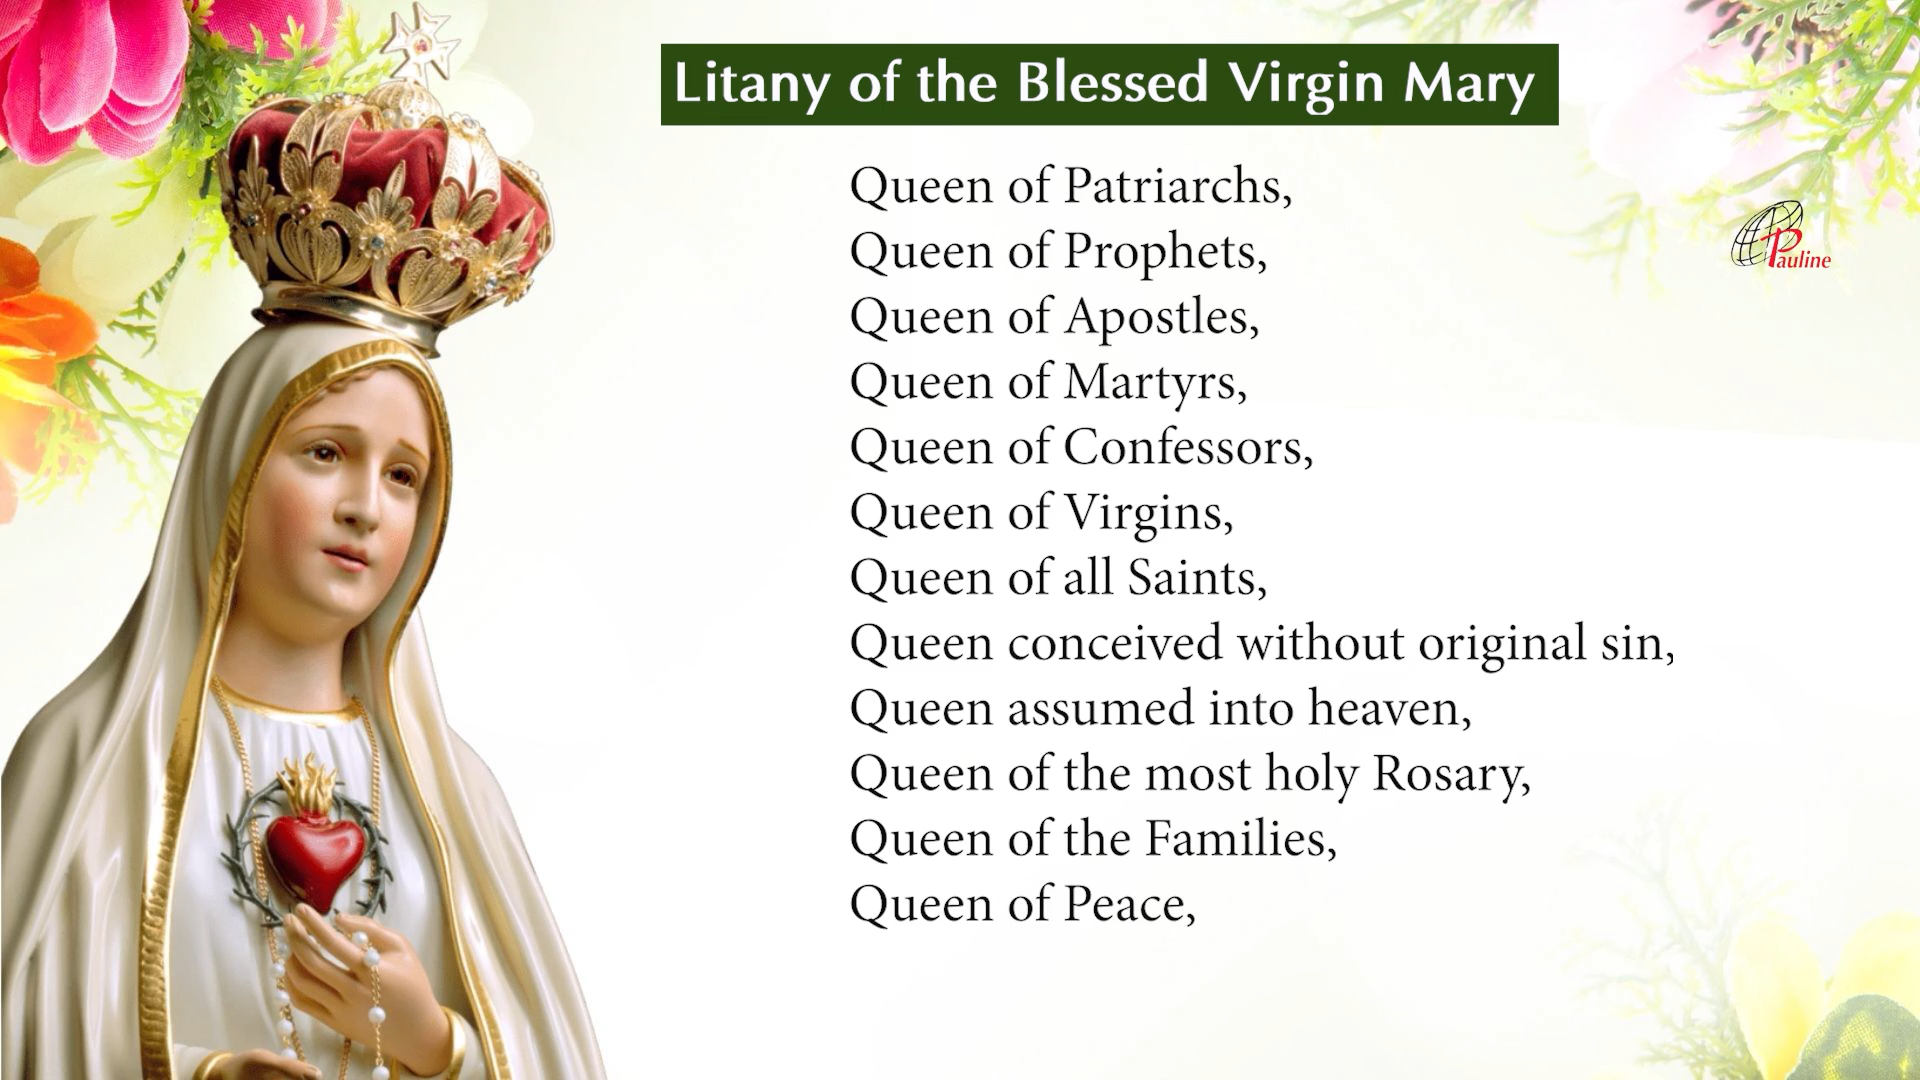 Litany of the Blessed Virgin Mary
Queen of Patriarchs,
Queen of Prophets,
Queen of Apostles,
Queen of Martyrs,
Queen of Confessors,
Queen of Virgins,
Queen of all Saints,
Queen conceived without original sin,
Queen assumed into heaven,
Queen of the most holy Rosary,
Queen of the Families,
Queen of Peace,
Pauline